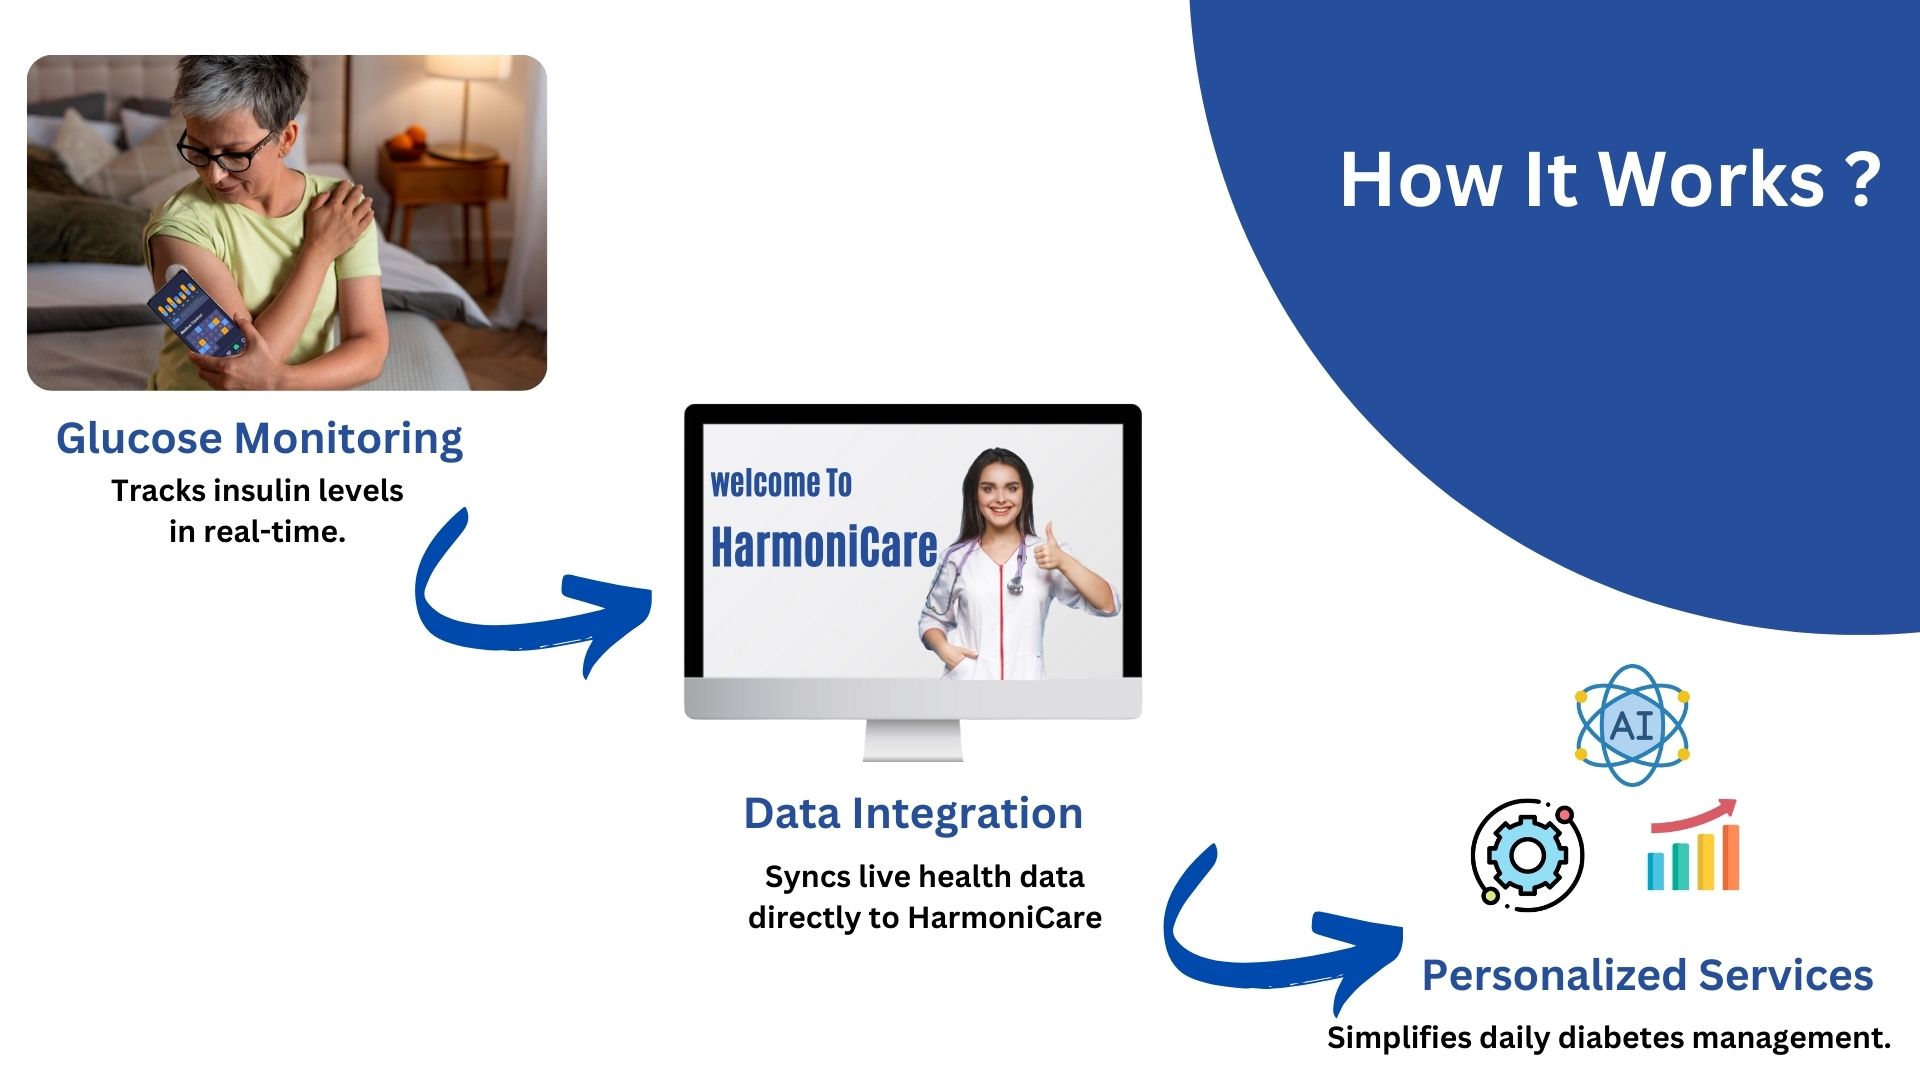 How It Works ?
Glucose Monitoring
Tracks insulin levels
in real-time.
welcome To
HarmoniCare
Data Integration
Syncs live health data
directly to HarmoniCare
AI
Personalized Services
Simplifies daily diabetes management.